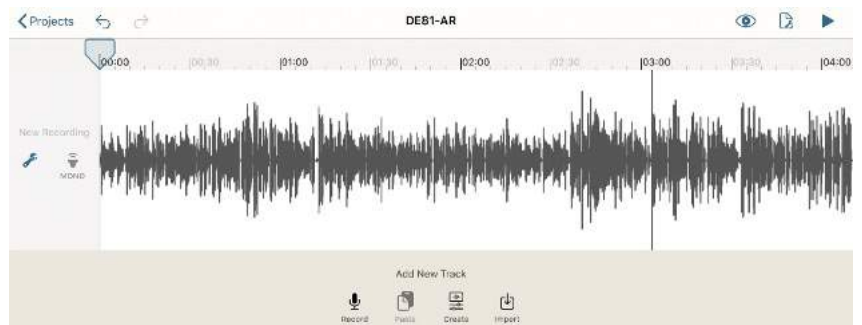 Projects DE81-AR
00:00 00:30 01:00 01:30 02:00 02:30 03:00 03:30 04:00
New Recording
MONO
Add New Track
Record Paste Create Import